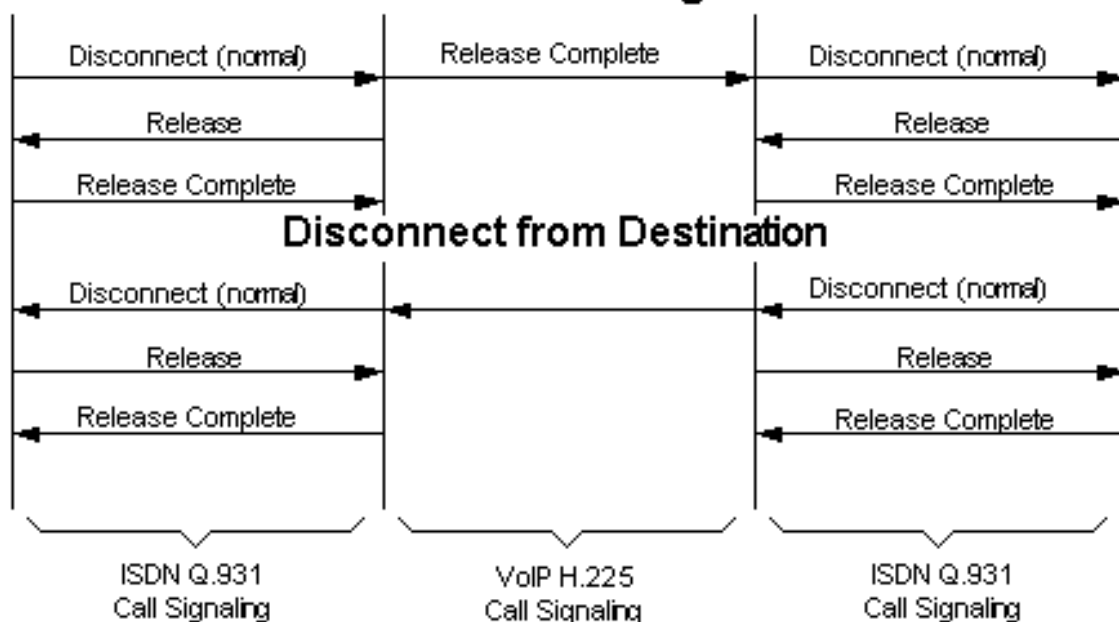 Disconnect (normal) Release Complete Disconnect (normal)
Release Release
Release Complete Release Complete
Disconnect from Destination
Disconnect (normal) Disconnect (normal)
Release Release
Release Complete Release Complete
ISDN Q.931 VoIP H.225 ISDN Q.931
Call Signaling Call Signaling Call Signaling